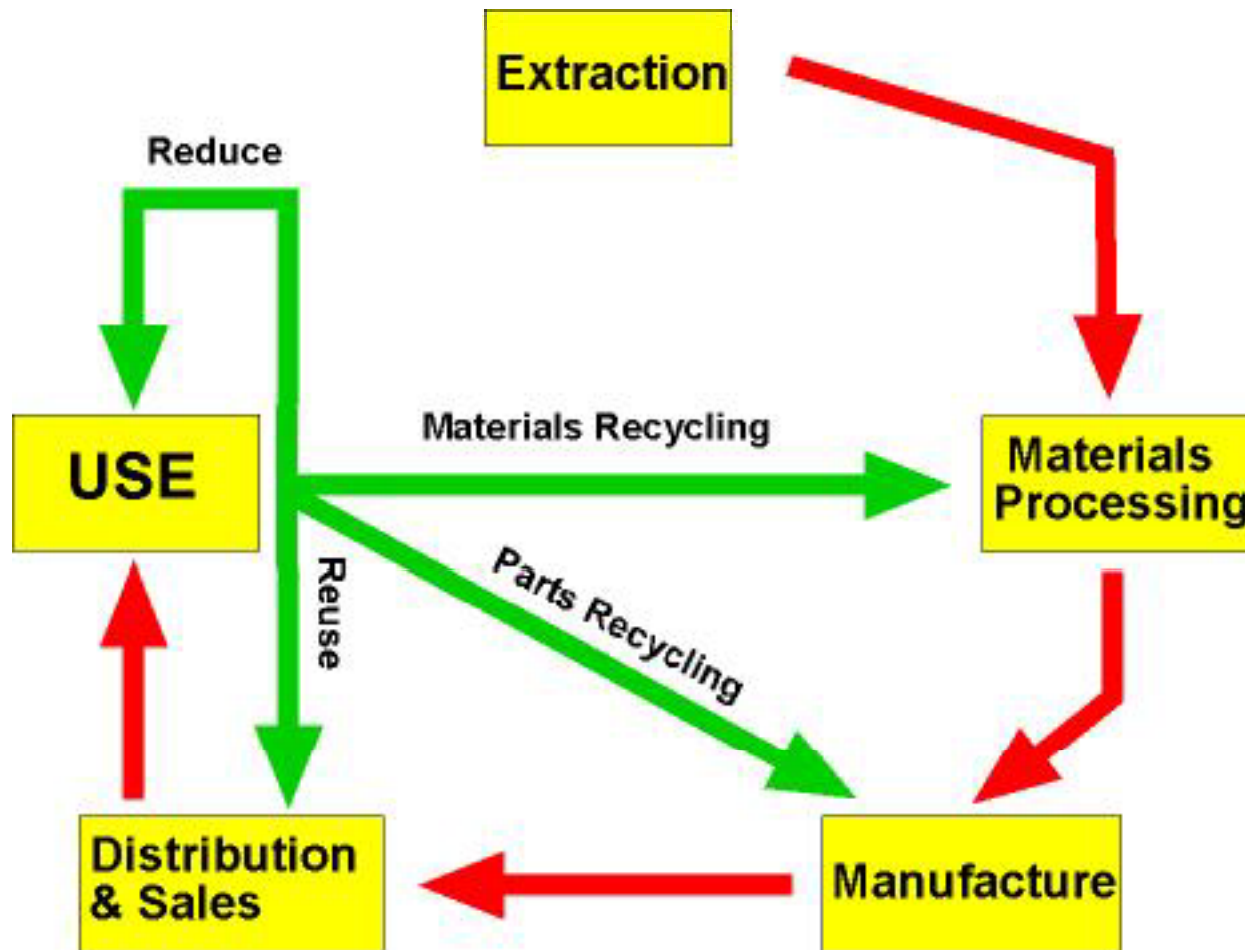 Extraction
Reduce
Materials Recycling
USE
Materials
Processing
Reuse
Parts Recycling
Distribution
& Sales
Manufacture